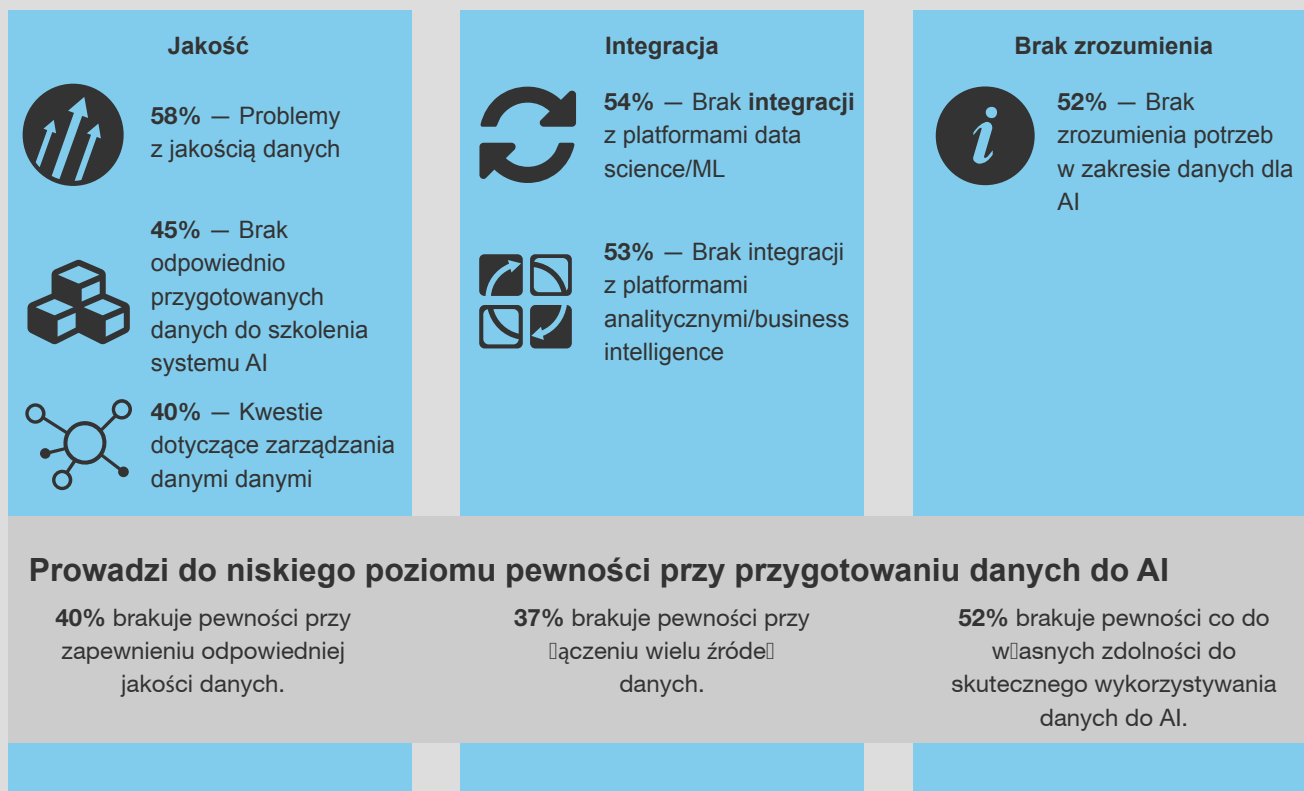 Jakość
58% — Problemy
z jakością danych
45% — Brak
odpowiednio
przygotowanych
danych do szkolenia
systemu AI
40% — Kwestie
dotyczące zarządzania
danymi danymi
Integracja
54% — Brak integracji
z platformami data
science/ML
53% — Brak integracji
z platformami
analitycznymi/business
intelligence
Brak zrozumienia
52% — Brak
zrozumienia potrzeb
w zakresie danych dla
AI
Prowadzi do niskiego poziomu pewności przy przygotowaniu danych do AI
40% brakuje pewności przy
zapewnieniu odpowiedniej
jakości danych.
37% brakuje pewności przy
▯ączeniu wielu źróde▯
danych.
52% brakuje pewności co do
w▯asnych zdolności do
skutecznego wykorzystywania
danych do AI.